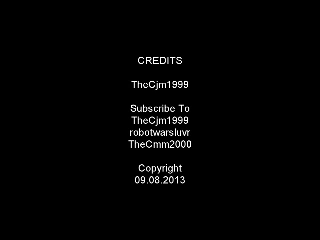 CREDITS
TheCjm1999
Subscribe To
TheCjm1999
robotwarsluvr
TheCmm2000
Copyright
09.08.2013